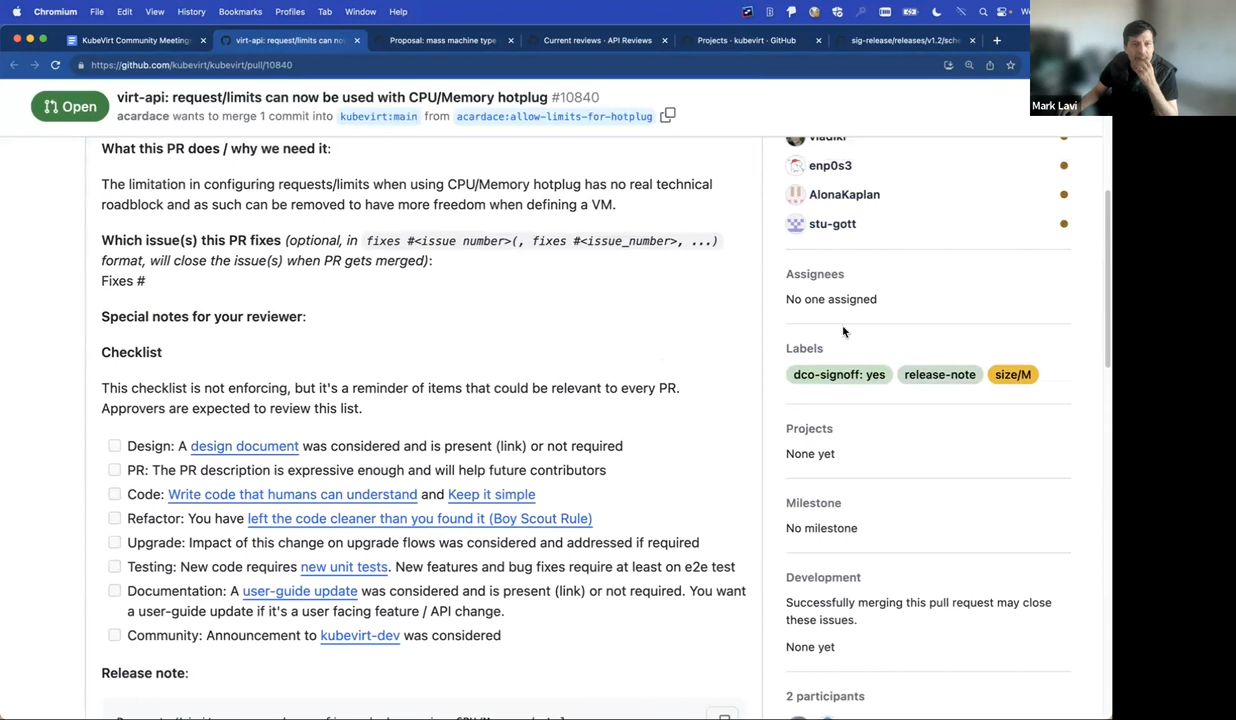 Chromium File Edit View History Bookmarks Profiles Tab Window Help
KubeVirt Community Meeting virt-api: request/limits can no Proposal: mass machine type Current reviews · API Reviews Projects · kubevirt · GitHub sig-release/releases/v1.2/sch
https://github.com/kubevirt/kubevirt/pull/10840
Mark Lavi
Open
virt-api: request/limits can now be used with CPU/Memory hotplug #10840
acardace wants to merge 1 commit into kubevirt:main from acardace:allow-limits-for-hotplug
What this PR does / why we need it:
The limitation in configuring requests/limits when using CPU/Memory hotplug has no real technical
roadblock and as such can be removed to have more freedom when defining a VM.
Which issue(s) this PR fixes (optional, in fixes #<issue number>(, fixes #<issue_number>, ...)
format, will close the issue(s) when PR gets merged):
Fixes #
Special notes for your reviewer:
Checklist
This checklist is not enforcing, but it's a reminder of items that could be relevant to every PR.
Approvers are expected to review this list.
Design: A design document was considered and is present (link) or not required
PR: The PR description is expressive enough and will help future contributors
Code: Write code that humans can understand and Keep it simple
Refactor: You have left the code cleaner than you found it (Boy Scout Rule)
Upgrade: Impact of this change on upgrade flows was considered and addressed if required
Testing: New code requires new unit tests. New features and bug fixes require at least on e2e test
Documentation: A user-guide update was considered and is present (link) or not required. You want
a user-guide update if it's a user facing feature / API change.
Community: Announcement to kubevirt-dev was considered
Release note:
vladikr
enp0s3
AlonaKaplan
stu-gott
Assignees
No one assigned
Labels
dco-signoff: yes release-note size/M
Projects
None yet
Milestone
No milestone
Development
Successfully merging this pull request may close
these issues.
None yet
2 participants